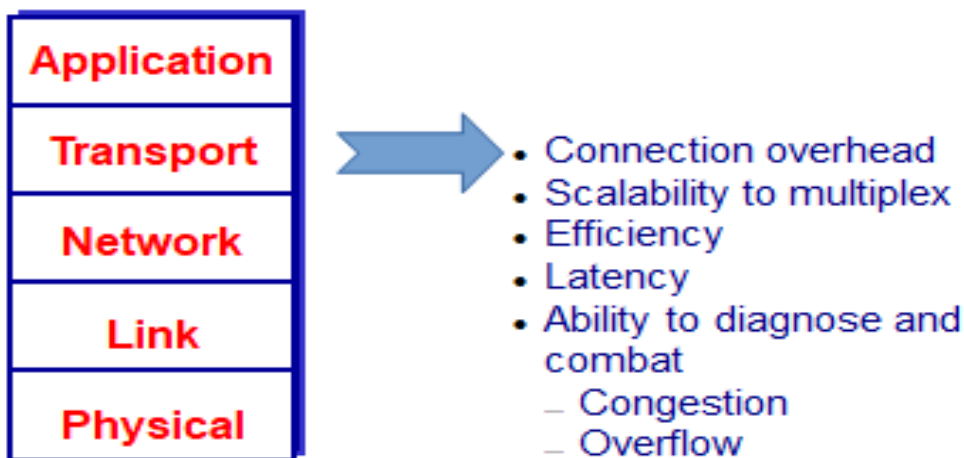 Application
Transport
Network
Link
Physical
• Connection overhead
• Scalability to multiplex
• Efficiency
• Latency
• Ability to diagnose and
combat
– Congestion
– Overflow